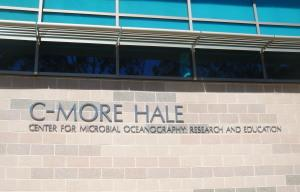 C-MORE HALE
CENTER FOR MICROBIAL OCEANOGRAPHY: RESEARCH AND EDUCATION